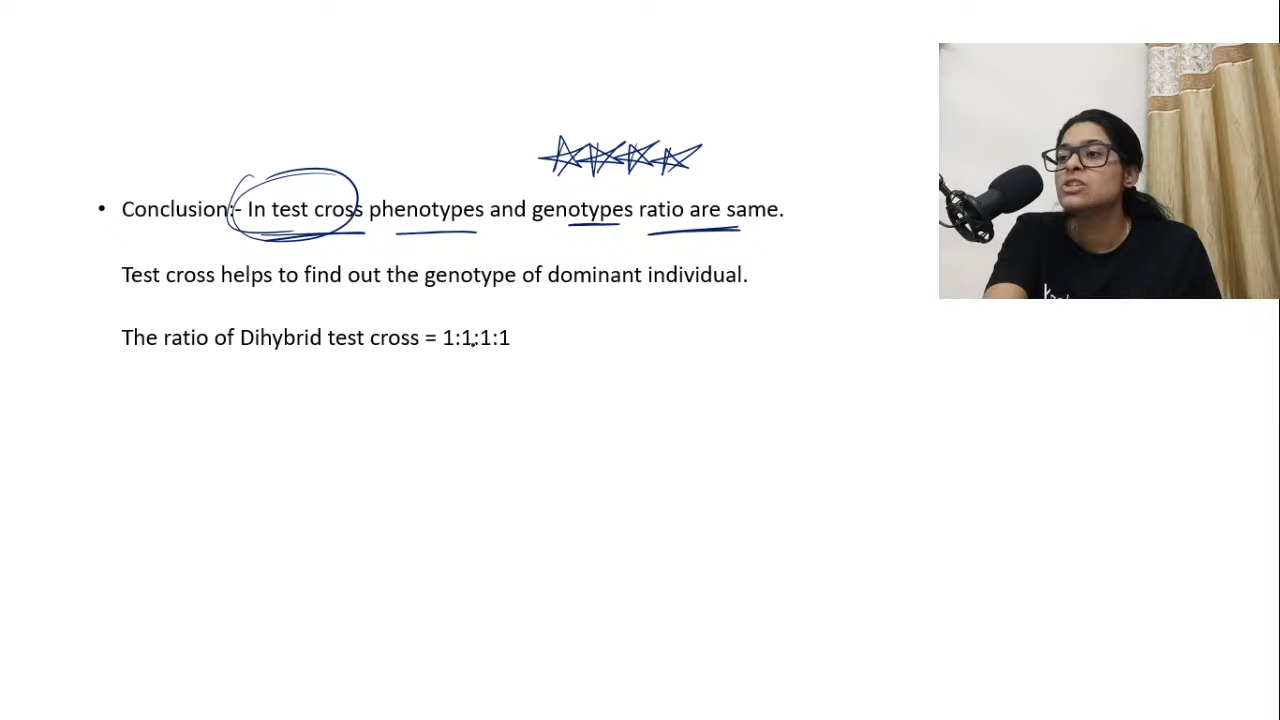 • Conclusion:- In test cross phenotypes and genotypes ratio are same.
Test cross helps to find out the genotype of dominant individual.
The ratio of Dihybrid test cross = 1:1:1:1